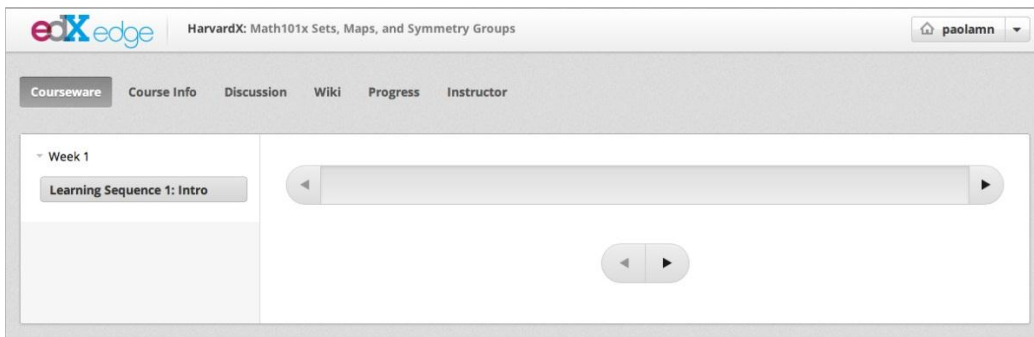 edX edge HarvardX: Math101x Sets, Maps, and Symmetry Groups paolamn
Courseware Course Info Discussion Wiki Progress Instructor
Week 1
Learning Sequence 1: Intro